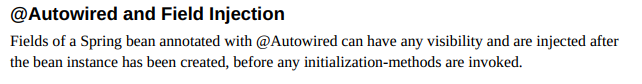 @Autowired and Field Injection
Fields of a Spring bean annotated with @Autowired can have any visibility and are injected after
the bean instance has been created, before any initialization-methods are invoked.